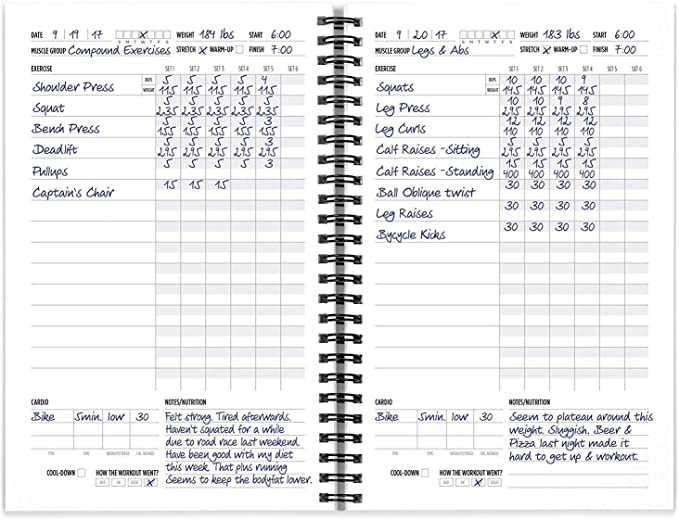 DATE 9 / 19 / 17 S M T W T F S WEIGHT 184 lbs START 6:00
MUSCLE GROUP Compound Exercises STRETCH X WARM-UP FINISH 7:00
EXERCISE SET 1 SET 2 SET 3 SET 4 SET 5 SET 6
REPS 5 5 5 5 4
Shoulder Press WEIGHT 115 115 115 115 115
5 5 5 5 5
Squat 235 235 235 235 235
5 5 5 5 3
Bench Press 155 155 155 155 155
5 5 5 5 3
Deadlift 295 295 295 295 295
5 5 5 5 3
Pullups
15 15 15
Captain's Chair
CARDIO
Bike 5min. low 30
TYPE TIME
COOL-DOWN HOW THE WORKOUT WENT?
BAD OK GOOD X
NOTES/NUTRITION
Felt strong. Tired afterwards.
Haven't squated for a while
due to road race last weekend.
Have been good with my diet
this week. That plus running
Seems to keep the bodyfat lower.
DATE 9 / 20 / 17 S M T W T F S WEIGHT 183 lbs START 6:00
MUSCLE GROUP Legs & Abs STRETCH X WARM-UP FINISH 7:00
EXERCISE SET 1 SET 2 SET 3 SET 4 SET 5 SET 6
REPS 10 10 10 9
Squats WEIGHT 145 145 145 145
10 10 9 8
Leg Press 295 295 295 295
12 12 12 12
Leg Curls 110 110 110 110
Calf Raises -Sitting 295 295 295 295
15 15 15 15
Calf Raises -Standing 400 400 400 400
30 30 30 30
Ball Oblique twist
30 30 30 30
Leg Raises
30 30 30 30
Bycycle Kicks
CARDIO
Bike 5min. low 30
TYPE TIME
COOL-DOWN HOW THE WORKOUT WENT?
BAD OK X GOOD
NOTES/NUTRITION
Seem to plateau around this
weight. Sluggish. Beer &
Pizza last night made it
hard to get up & workout.